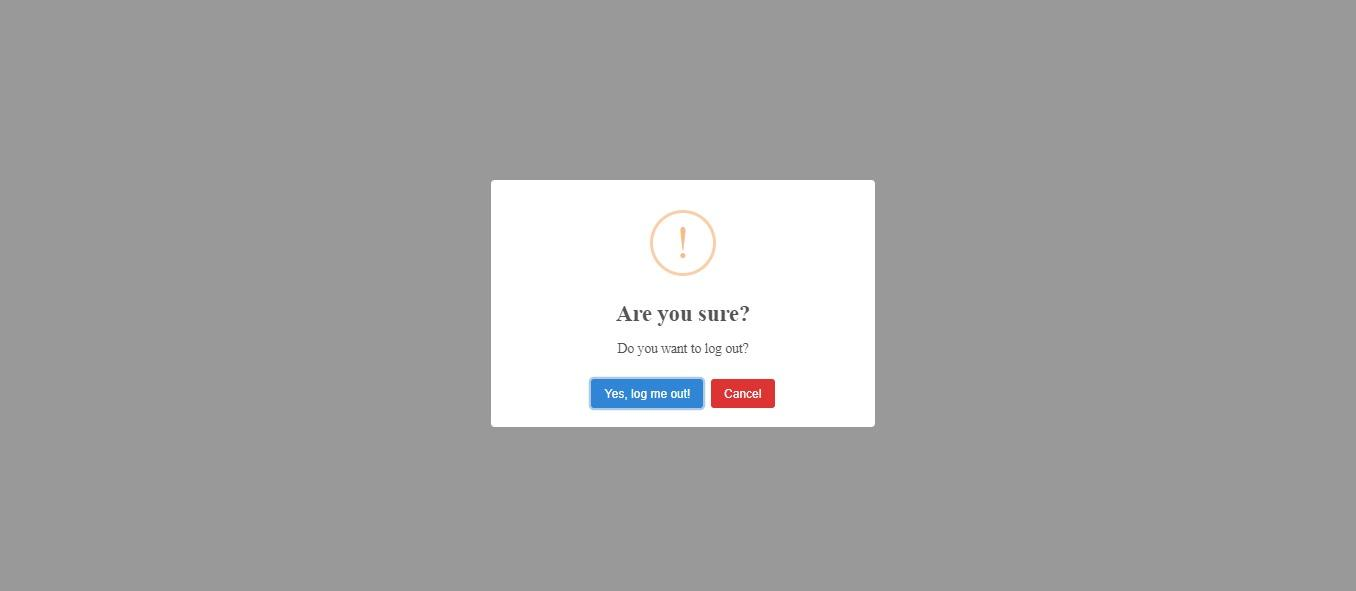 !
Are you sure?
Do you want to log out?
Yes, log me out! Cancel